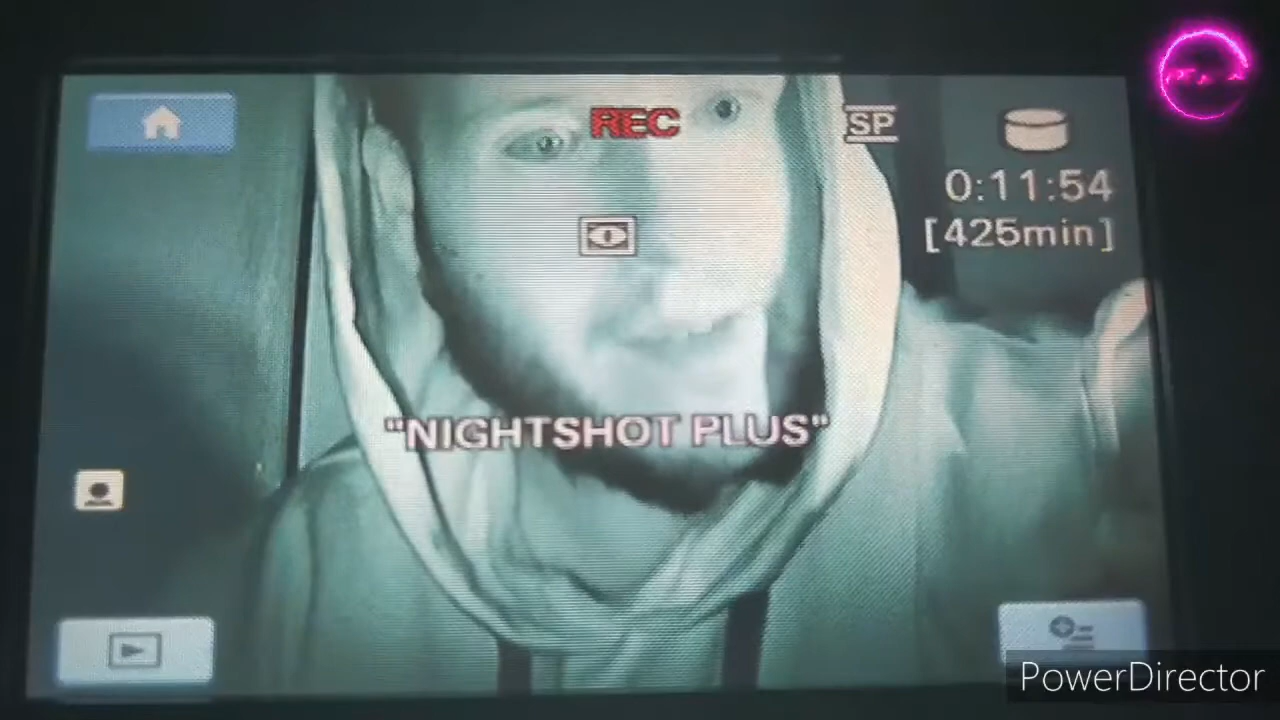 REC
SP
0:11:54
[425min]
"NIGHTSHOT PLUS"
PowerDirector